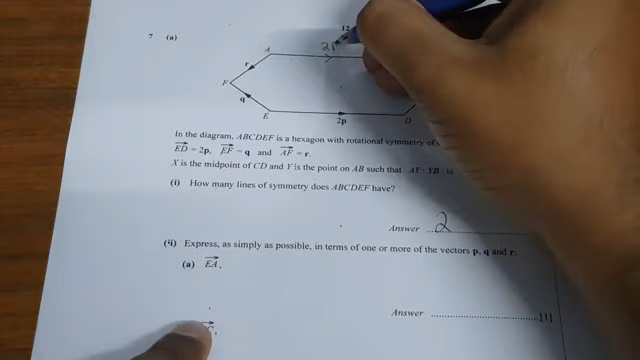 12
7 (a)
A
2p
r
F
q
E
2p
D
In the diagram, ABCDEF is a hexagon with rotational symmetry of
ED = 2p, EF = q and AF = r.
X is the midpoint of CD and Y is the point on AB such that AY : YB is
(i) How many lines of symmetry does ABCDEF have?
Answer 2
(ii) Express, as simply as possible, in terms of one or more of the vectors p, q and r.
(a) EA,
Answer